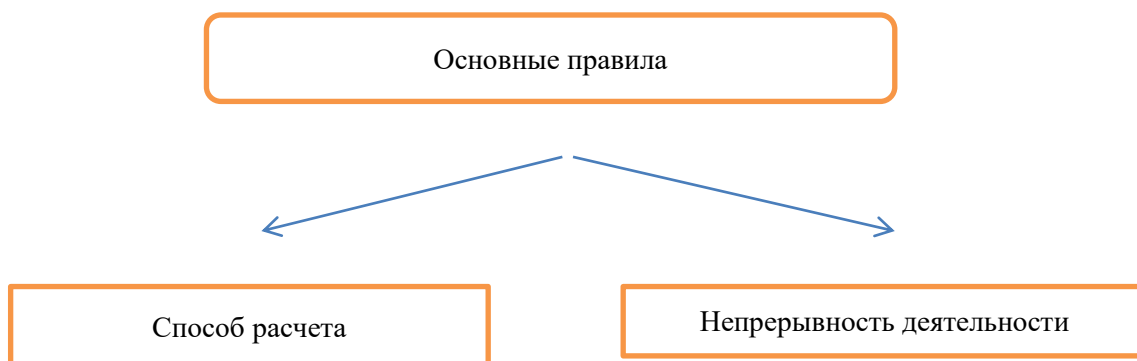 Основные правила
Способ расчета
Непрерывность деятельности